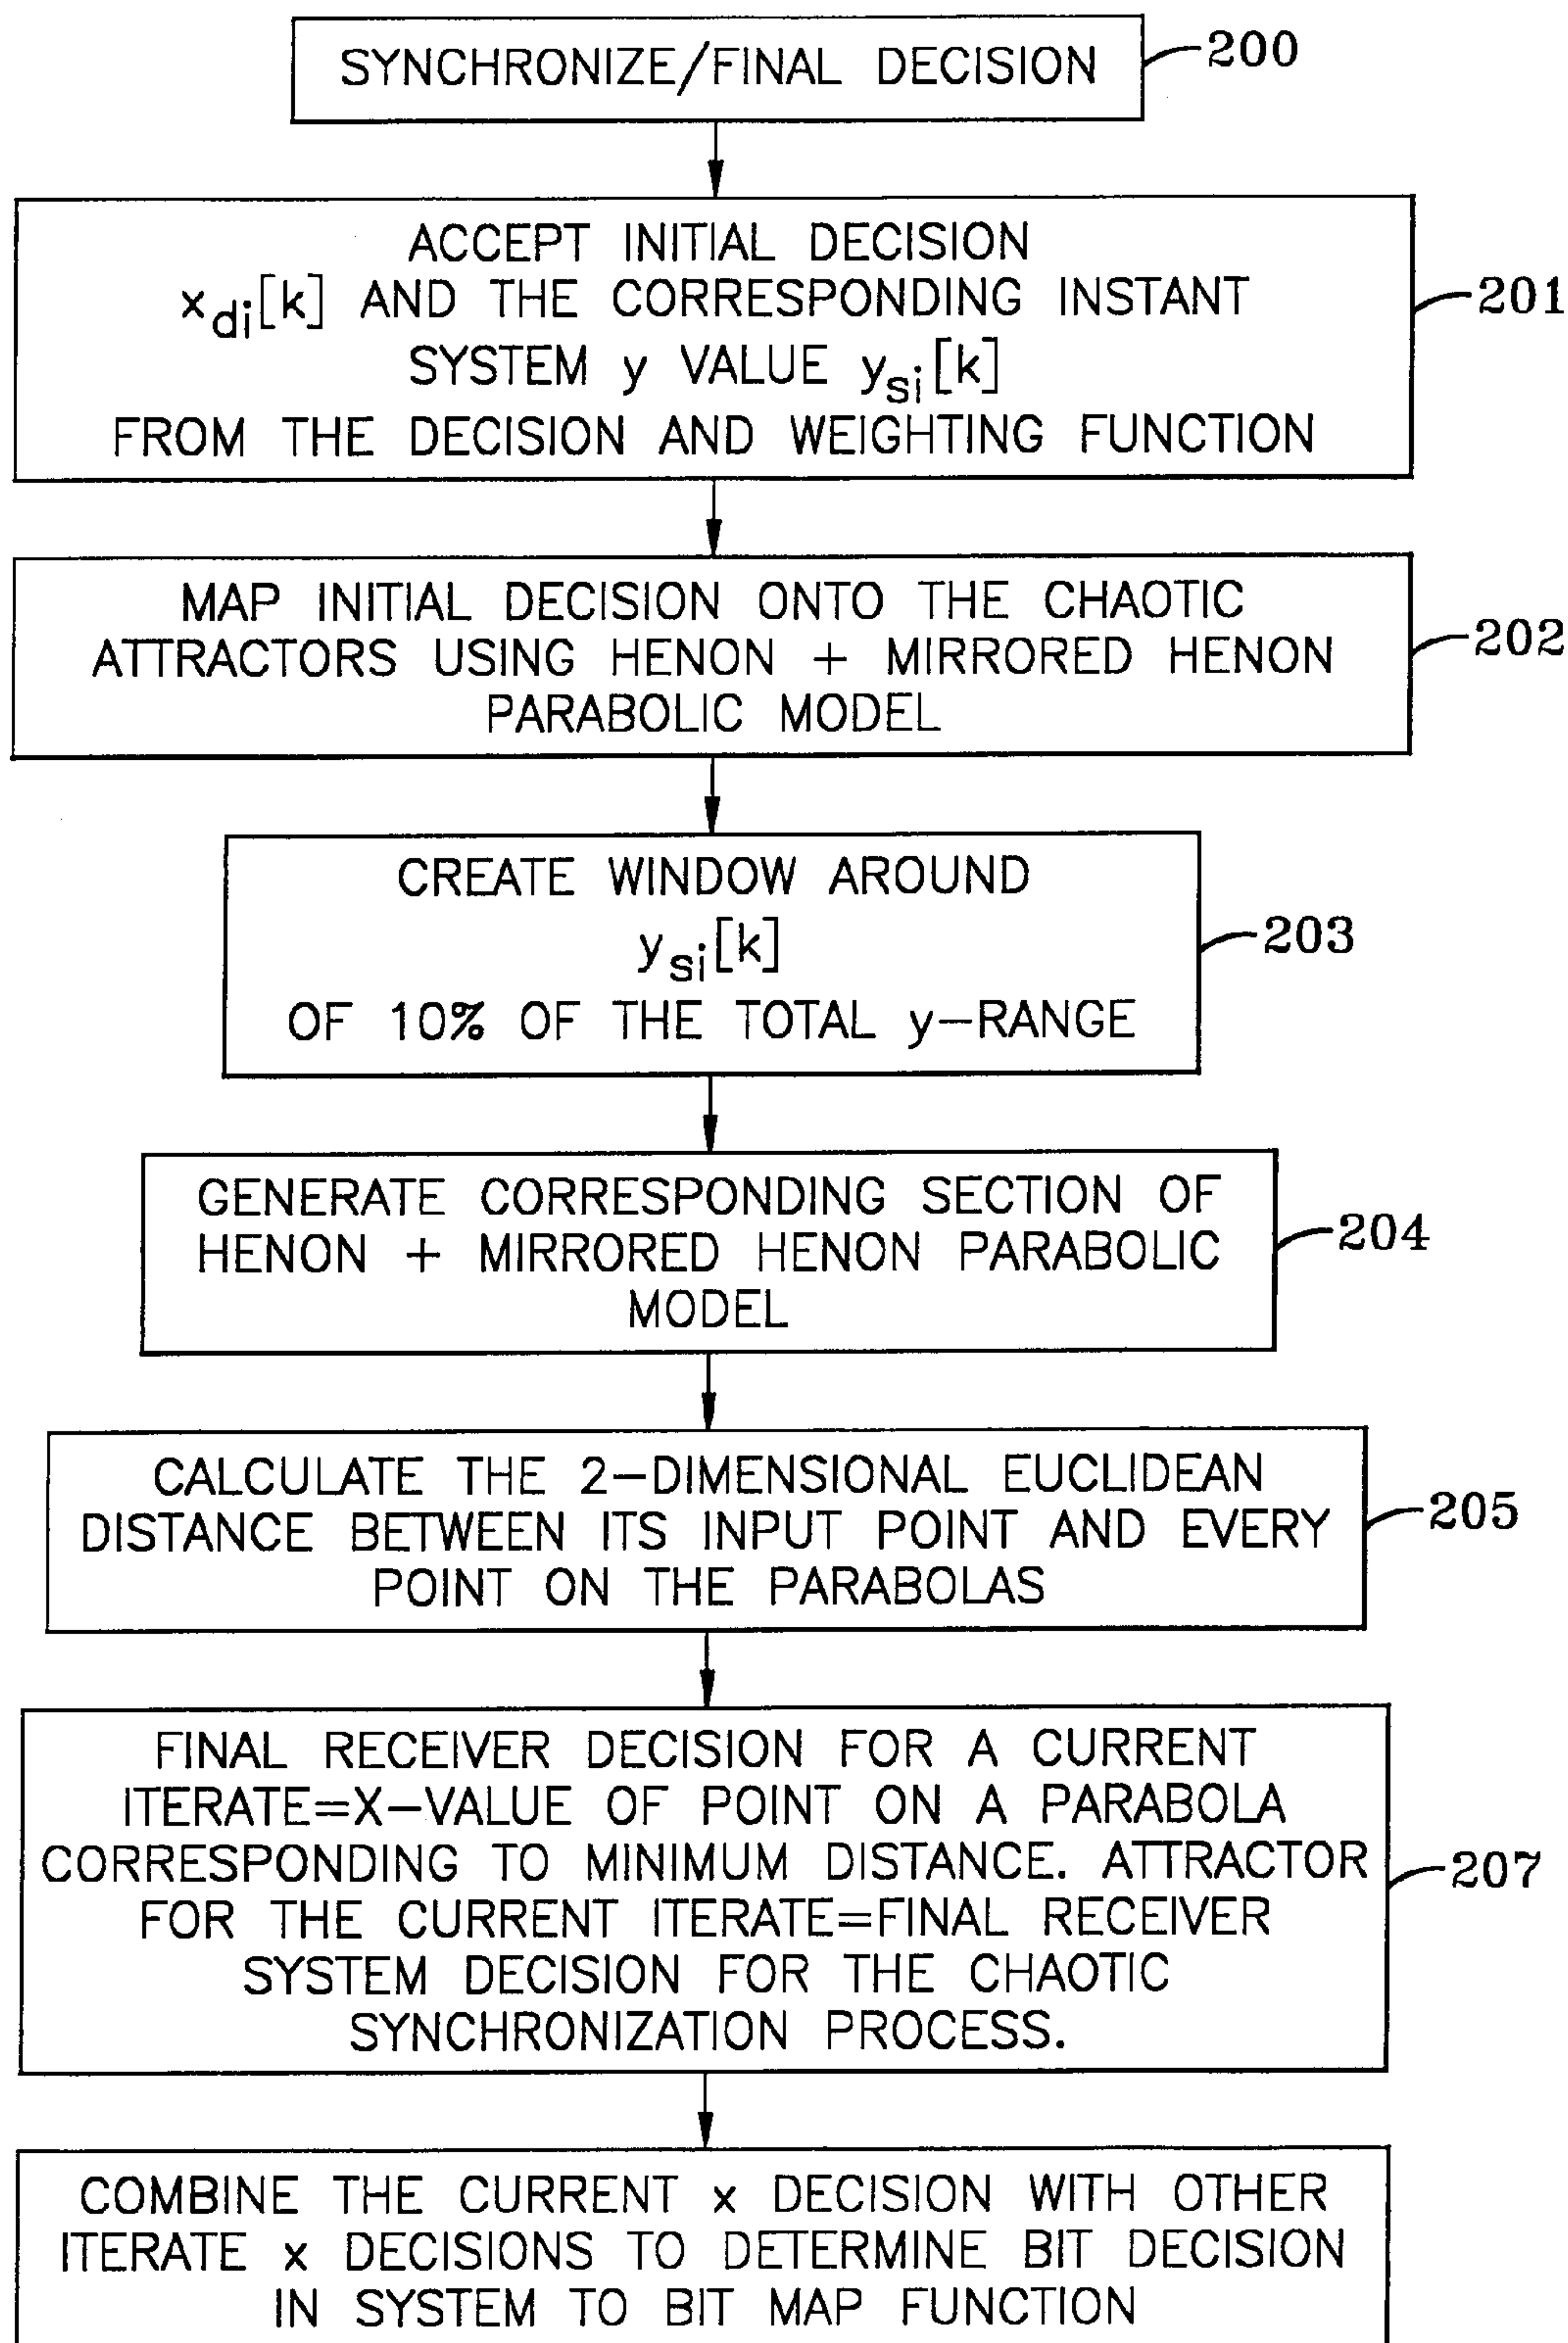 SYNCHRONIZE/FINAL DECISION
200
ACCEPT INITIAL DECISION
x_di[k] AND THE CORRESPONDING INSTANT
SYSTEM y VALUE y_si[k]
FROM THE DECISION AND WEIGHTING FUNCTION
201
MAP INITIAL DECISION ONTO THE CHAOTIC
ATTRACTORS USING HENON + MIRRORED HENON
PARABOLIC MODEL
202
CREATE WINDOW AROUND
y_si[k]
OF 10% OF THE TOTAL y-RANGE
203
GENERATE CORRESPONDING SECTION OF
HENON + MIRRORED HENON PARABOLIC
MODEL
204
CALCULATE THE 2-DIMENSIONAL EUCLIDEAN
DISTANCE BETWEEN ITS INPUT POINT AND EVERY
POINT ON THE PARABOLAS
205
FINAL RECEIVER DECISION FOR A CURRENT
ITERATE=X-VALUE OF POINT ON A PARABOLA
CORRESPONDING TO MINIMUM DISTANCE. ATTRACTOR
FOR THE CURRENT ITERATE=FINAL RECEIVER
SYSTEM DECISION FOR THE CHAOTIC
SYNCHRONIZATION PROCESS.
207
COMBINE THE CURRENT x DECISION WITH OTHER
ITERATE x DECISIONS TO DETERMINE BIT DECISION
IN SYSTEM TO BIT MAP FUNCTION